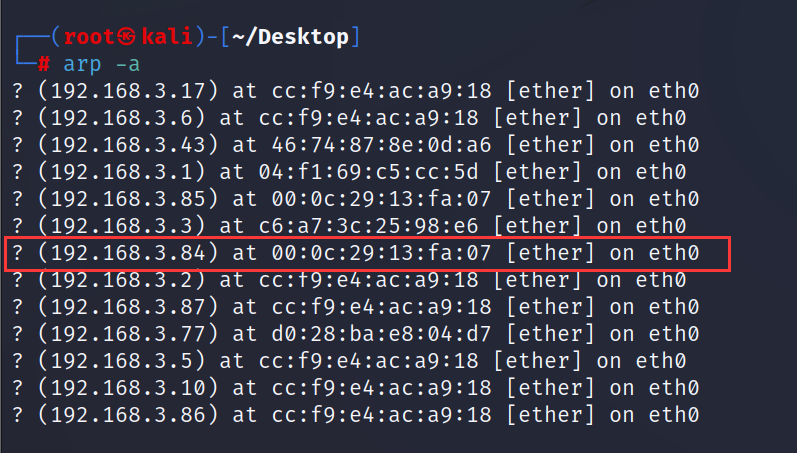 ┌──(root㉿kali)-[~/Desktop]
└─# arp -a
? (192.168.3.17) at cc:f9:e4:ac:a9:18 [ether] on eth0
? (192.168.3.6) at cc:f9:e4:ac:a9:18 [ether] on eth0
? (192.168.3.43) at 46:74:87:8e:0d:a6 [ether] on eth0
? (192.168.3.1) at 04:f1:69:c5:cc:5d [ether] on eth0
? (192.168.3.85) at 00:0c:29:13:fa:07 [ether] on eth0
? (192.168.3.3) at c6:a7:3c:25:98:e6 [ether] on eth0
? (192.168.3.84) at 00:0c:29:13:fa:07 [ether] on eth0
? (192.168.3.2) at cc:f9:e4:ac:a9:18 [ether] on eth0
? (192.168.3.87) at cc:f9:e4:ac:a9:18 [ether] on eth0
? (192.168.3.77) at d0:28:ba:e8:04:d7 [ether] on eth0
? (192.168.3.5) at cc:f9:e4:ac:a9:18 [ether] on eth0
? (192.168.3.10) at cc:f9:e4:ac:a9:18 [ether] on eth0
? (192.168.3.86) at cc:f9:e4:ac:a9:18 [ether] on eth0